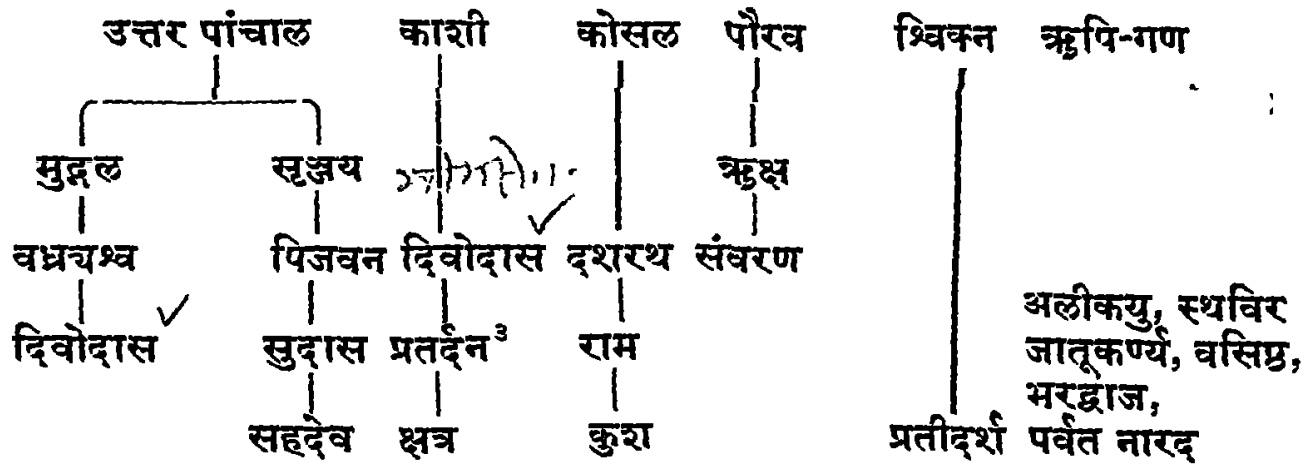 उत्तर पांचाल काशी कोसल पौरव श्विक्न ऋषि-गण
मुद्गल सृञ्जय ऋक्ष
वध्र्यश्व पिजवन दिवोदास दशरथ संवरण
अलीकयु, स्थविर
दिवोदास सुदास प्रतर्दन³ राम जातूकर्ण्य, वसिष्ठ,
भरद्वाज,
सहदेव क्षत्र कुश प्रतीदर्श पर्वत नारद